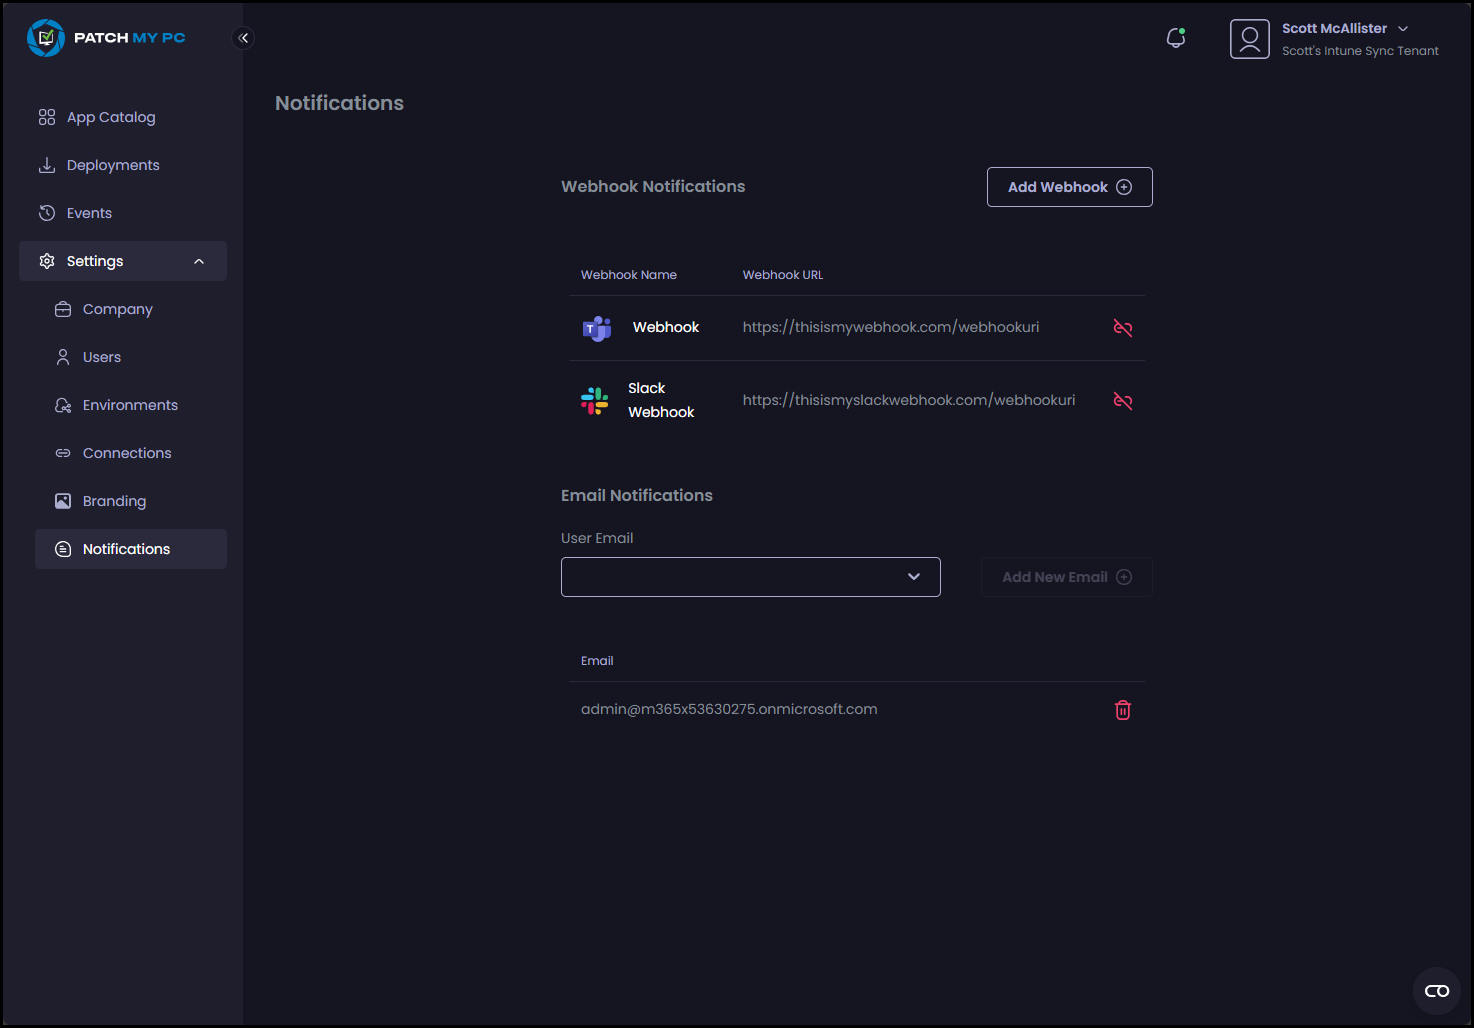 PATCH MY PC
Scott McAllister
Scott's Intune Sync Tenant
App Catalog
Deployments
Events
Settings
Company
Users
Environments
Connections
Branding
Notifications
Notifications
Webhook Notifications
Add Webhook
Webhook Name Webhook URL
T
Webhook https://thisismywebhook.com/webhookuri
Slack
Webhook
https://thisismyslackwebhook.com/webhookuri
Email Notifications
User Email
Add New Email
Email
admin@m365x53630275.onmicrosoft.com